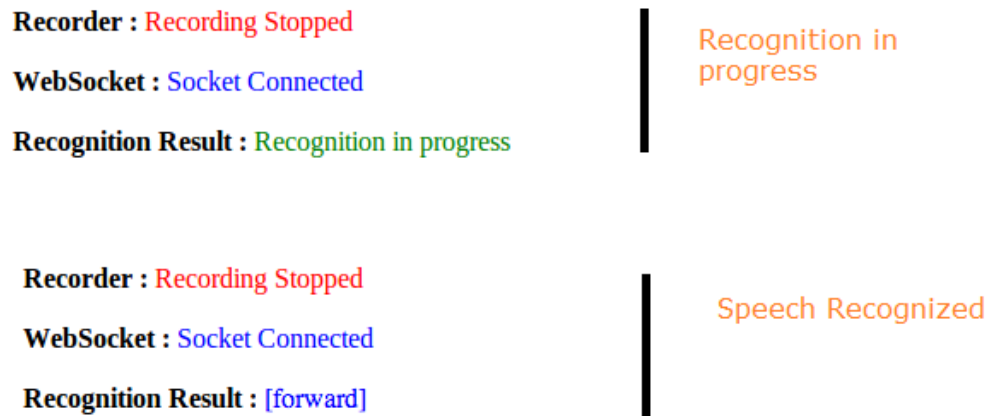 Recorder : Recording Stopped
Recognition in
progress
WebSocket : Socket Connected
Recognition Result : Recognition in progress
Recorder : Recording Stopped
Speech Recognized
WebSocket : Socket Connected
Recognition Result : [forward]